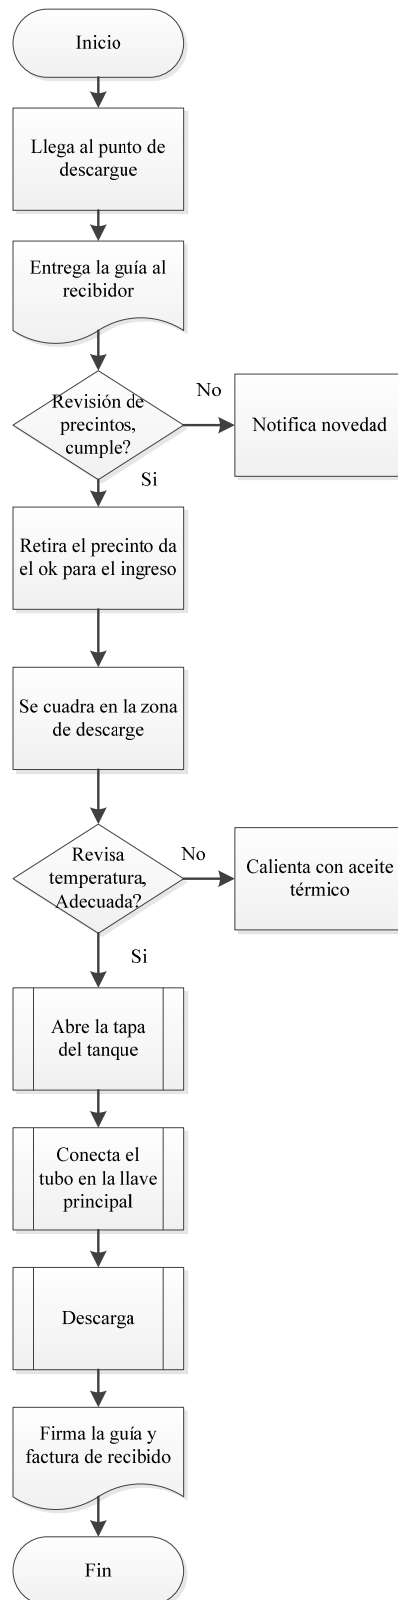 Inicio
Llega al punto de
descargue
Entrega la guía al
recibidor
Revisión de
precintos,
cumple?
No
Notifica novedad
Si
Retira el precinto da
el ok para el ingreso
Se cuadra en la zona
de descarge
Revisa
temperatura,
Adecuada?
No
Calienta con aceite
térmico
Si
Abre la tapa
del tanque
Conecta el
tubo en la llave
principal
Descarga
Firma la guía y
factura de recibido
Fin